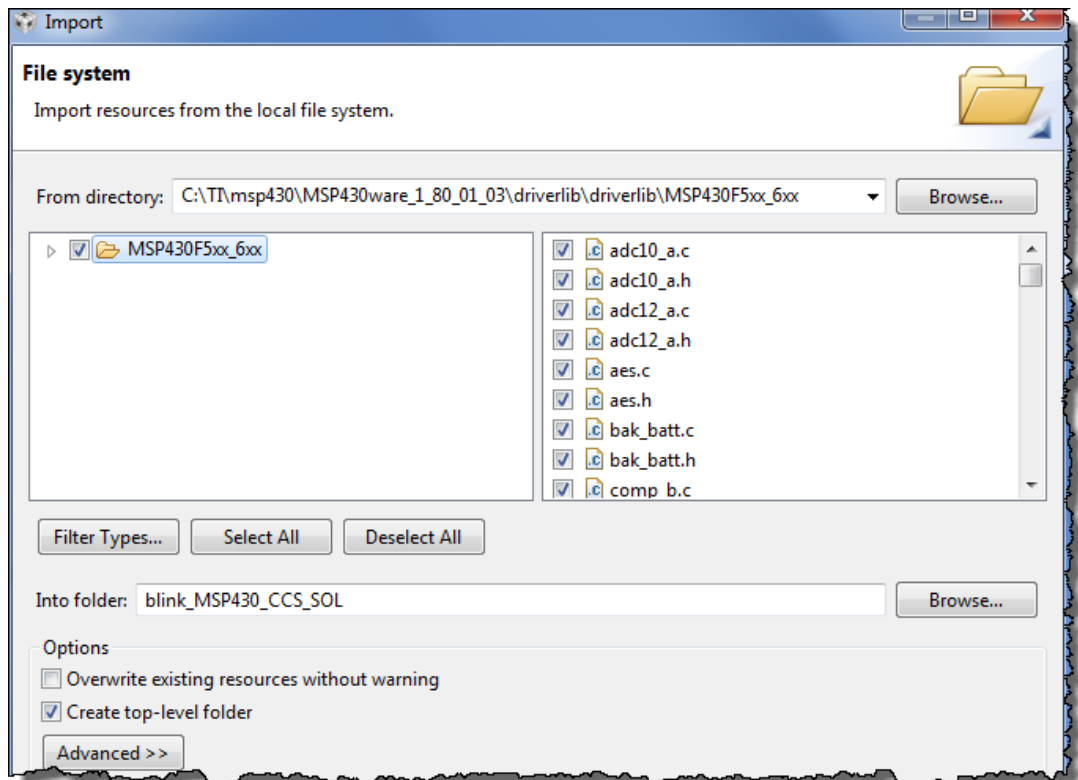 Import
File system
Import resources from the local file system.
From directory: C:\TI\msp430\MSP430ware_1_80_01_03\driverlib\driverlib\MSP430F5xx_6xx Browse...
MSP430F5xx_6xx
adc10_a.c
adc10_a.h
adc12_a.c
adc12_a.h
aes.c
aes.h
bak_batt.c
bak_batt.h
comp_b.c
Filter Types... Select All Deselect All
Into folder: blink_MSP430_CCS_SOL Browse...
Options
Overwrite existing resources without warning
Create top-level folder
Advanced >>